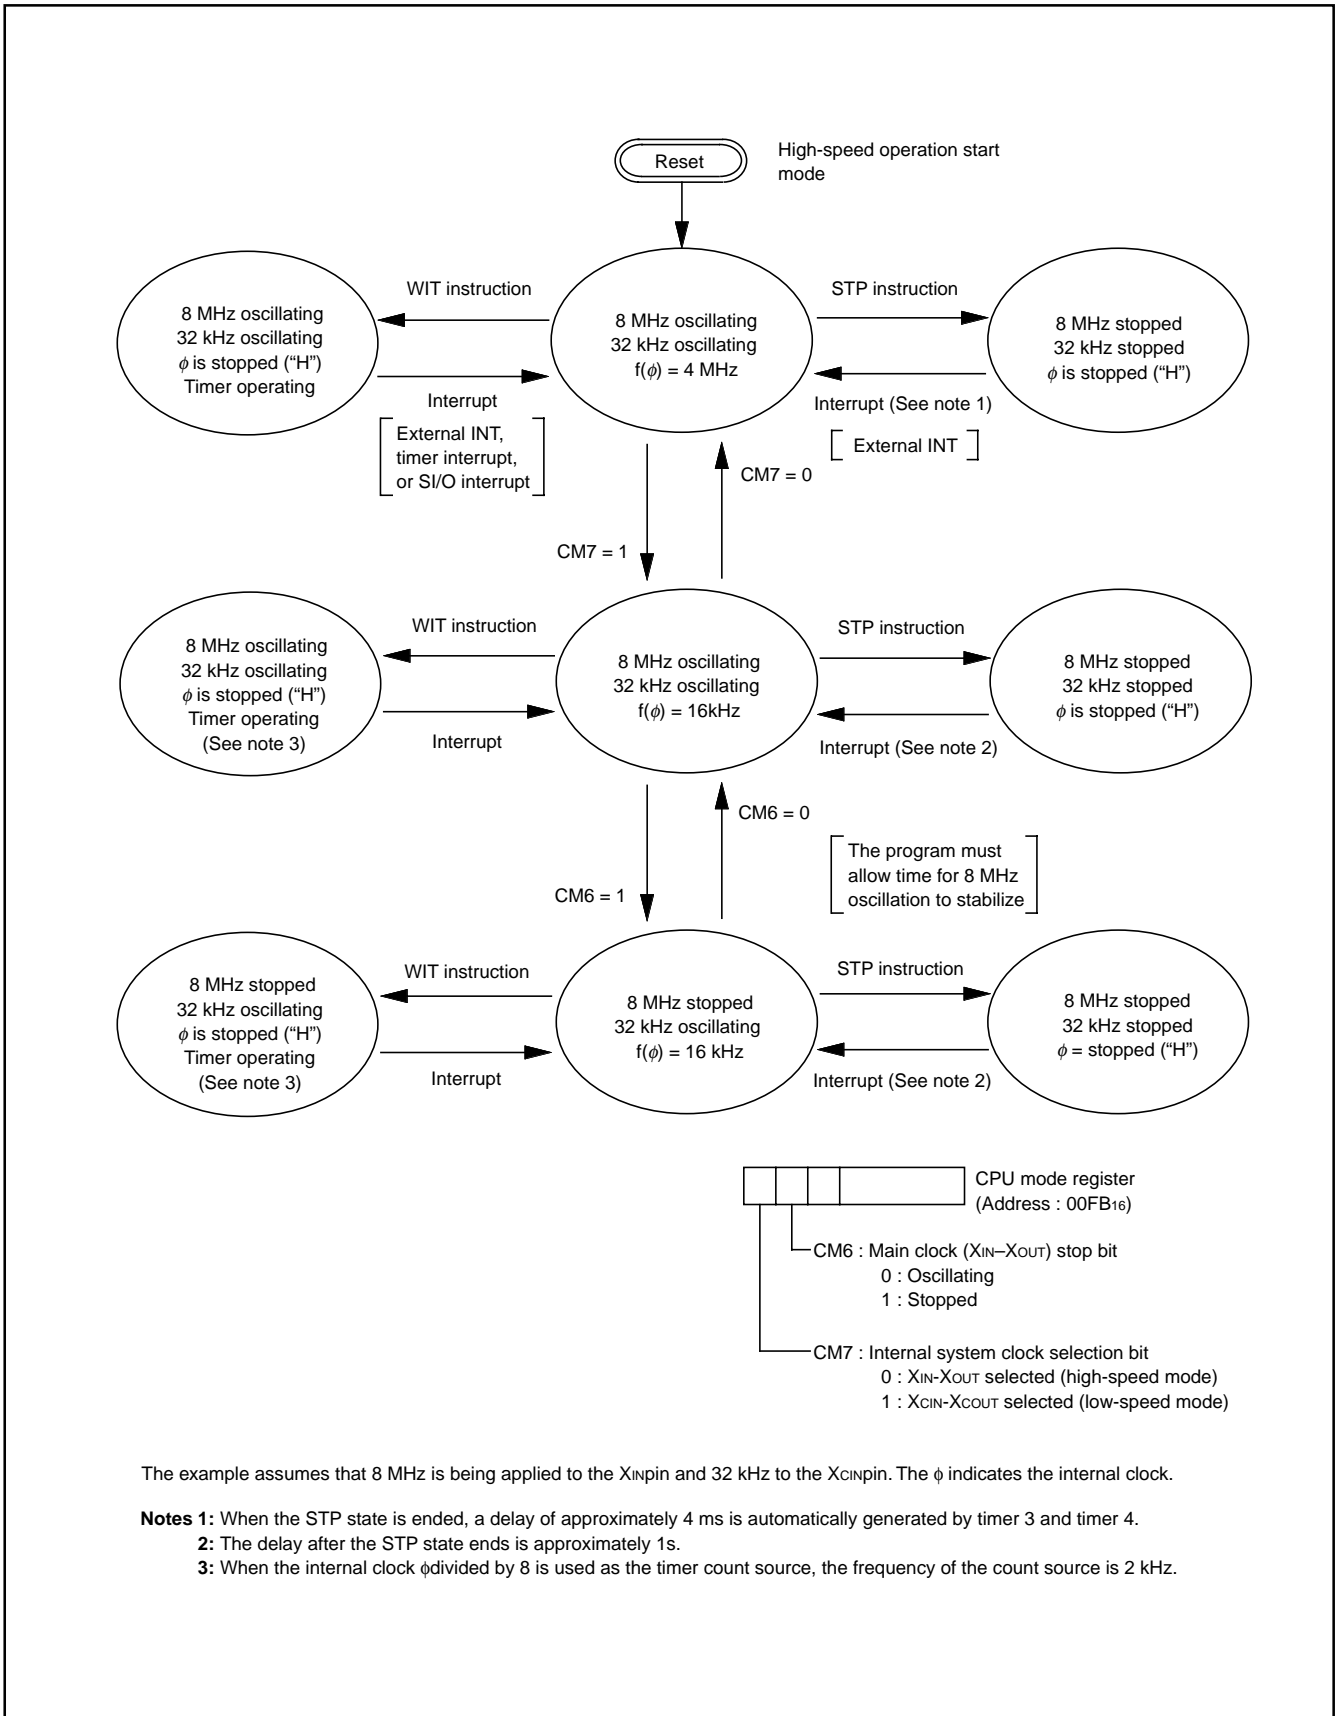 Reset
High-speed operation start
mode
WIT instruction
STP instruction
8 MHz oscillating
32 kHz oscillating
ϕ is stopped (“H”)
Timer operating
8 MHz oscillating
32 kHz oscillating
f(ϕ) = 4 MHz
8 MHz stopped
32 kHz stopped
ϕ is stopped (“H”)
Interrupt
External INT,
timer interrupt,
or SI/O interrupt
Interrupt (See note 1)
External INT
CM7 = 0
CM7 = 1
WIT instruction
STP instruction
8 MHz oscillating
32 kHz oscillating
ϕ is stopped (“H”)
Timer operating
(See note 3)
8 MHz oscillating
32 kHz oscillating
f(ϕ) = 16kHz
8 MHz stopped
32 kHz stopped
ϕ is stopped (“H”)
Interrupt
Interrupt (See note 2)
CM6 = 0
The program must
allow time for 8 MHz
oscillation to stabilize
CM6 = 1
WIT instruction
STP instruction
8 MHz stopped
32 kHz oscillating
ϕ is stopped (“H”)
Timer operating
(See note 3)
8 MHz stopped
32 kHz oscillating
f(ϕ) = 16 kHz
8 MHz stopped
32 kHz stopped
ϕ = stopped (“H”)
Interrupt
Interrupt (See note 2)
CPU mode register
(Address : 00FB16)
CM6 : Main clock (XIN–XOUT) stop bit
0 : Oscillating
1 : Stopped
CM7 : Internal system clock selection bit
0 : XIN-XOUT selected (high-speed mode)
1 : XCIN-XCOUT selected (low-speed mode)
The example assumes that 8 MHz is being applied to the XINpin and 32 kHz to the XCINpin. The ϕ indicates the internal clock.
Notes 1: When the STP state is ended, a delay of approximately 4 ms is automatically generated by timer 3 and timer 4.
2: The delay after the STP state ends is approximately 1s.
3: When the internal clock ϕdivided by 8 is used as the timer count source, the frequency of the count source is 2 kHz.